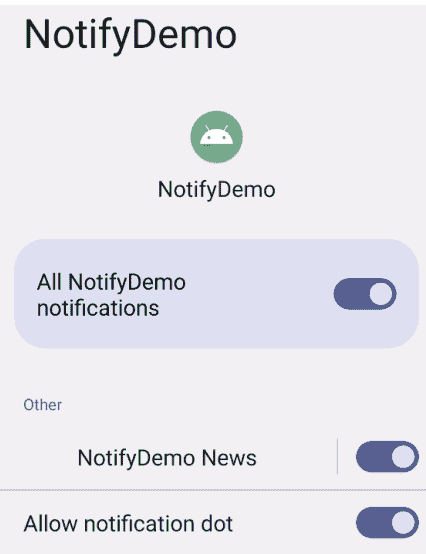 NotifyDemo
NotifyDemo
All NotifyDemo
notifications
Other
NotifyDemo News
Allow notification dot